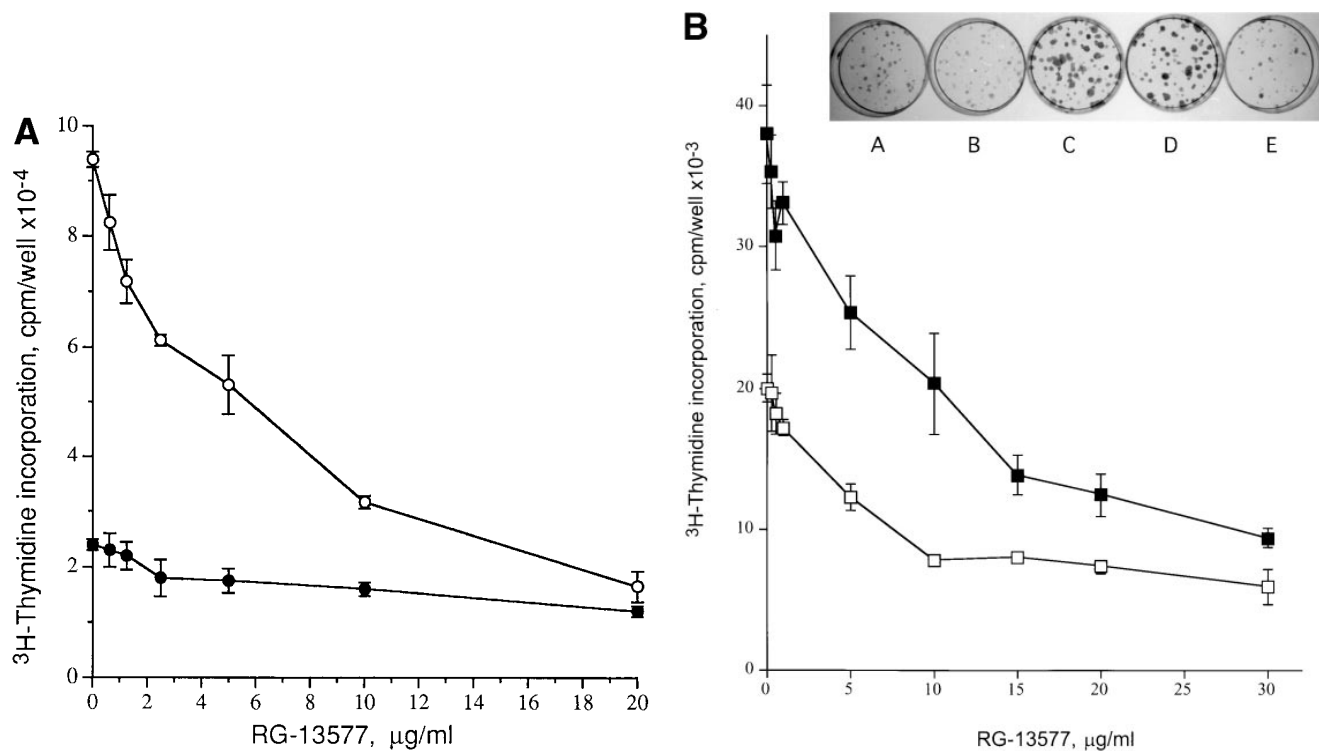 A
10
8
6
4
2
0
³H-Thymidine incorporation, cpm/well x10⁻⁴
0 2 4 6 8 10 12 14 16 18 20
RG-13577, µg/ml
B
A B C D E
40
30
20
10
0
³H-Thymidine incorporation, cpm/well x10⁻³
0 5 10 15 20 25 30
RG-13577, µg/ml